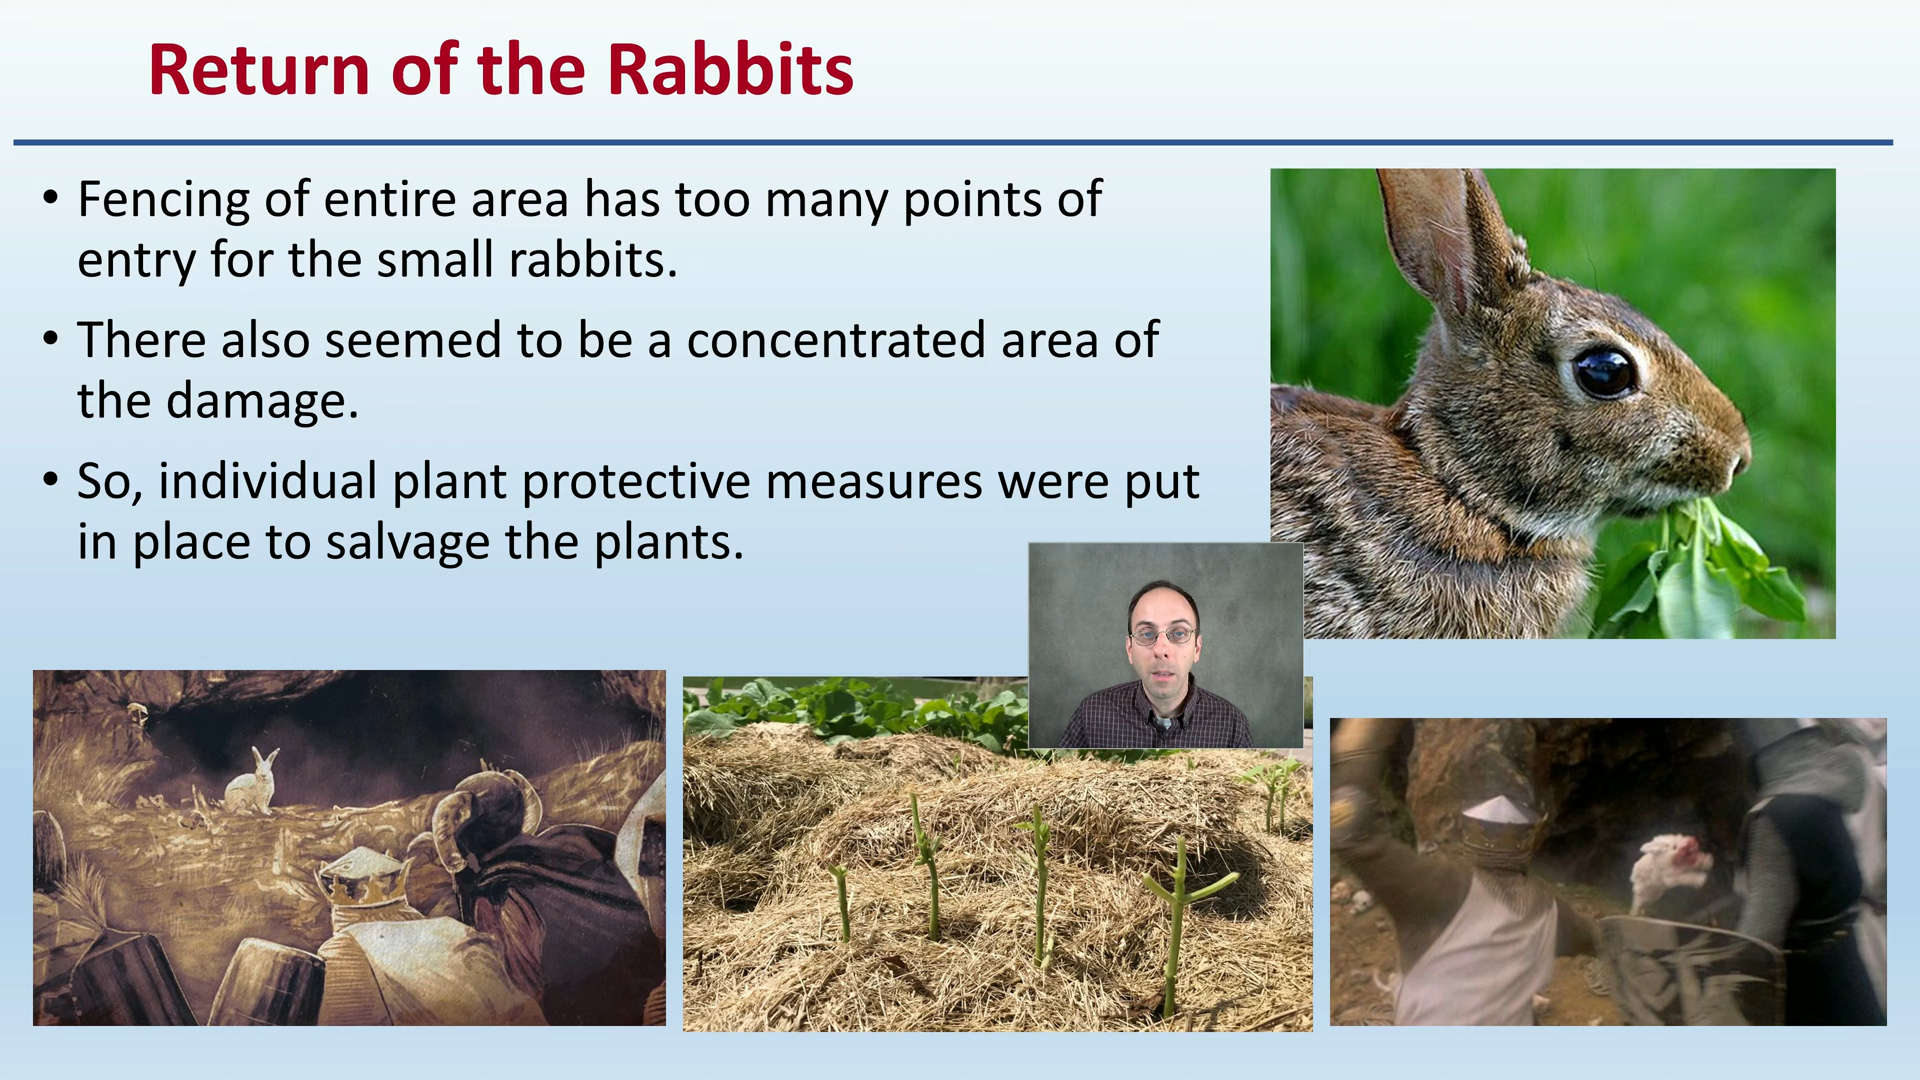 Return of the Rabbits
• Fencing of entire area has too many points of
entry for the small rabbits.
• There also seemed to be a concentrated area of
the damage.
• So, individual plant protective measures were put
in place to salvage the plants.